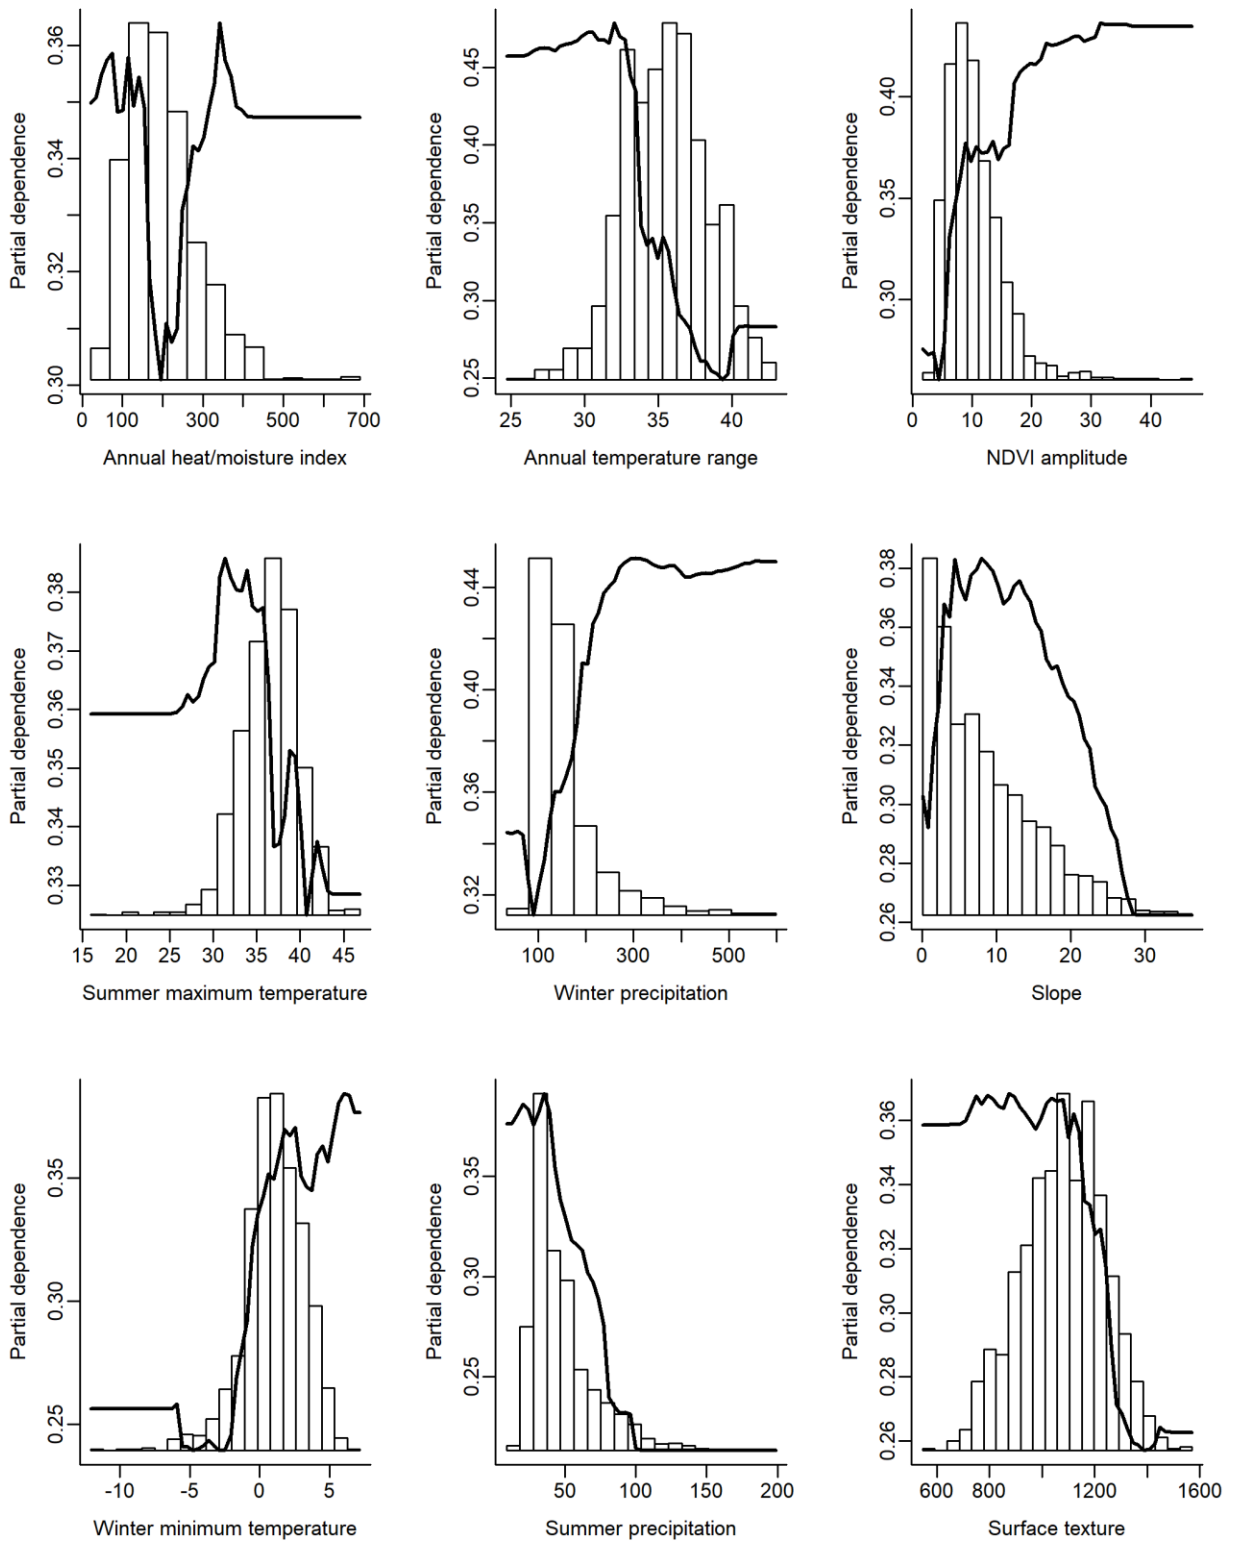 Partial dependence
0.30 0.32 0.34 0.36
0 100 300 500 700
Annual heat/moisture index
Partial dependence
0.25 0.30 0.35 0.40 0.45
25 30 35 40
Annual temperature range
Partial dependence
0.30 0.35 0.40
0 10 20 30 40
NDVI amplitude
Partial dependence
0.33 0.34 0.35 0.36 0.37 0.38
15 20 25 30 35 40 45
Summer maximum temperature
Partial dependence
0.32 0.36 0.40 0.44
100 300 500
Winter precipitation
Partial dependence
0.26 0.28 0.30 0.32 0.34 0.36 0.38
0 10 20 30
Slope
Partial dependence
0.25 0.30 0.35
-10 -5 0 5
Winter minimum temperature
Partial dependence
0.25 0.30 0.35
50 100 150 200
Summer precipitation
Partial dependence
0.26 0.28 0.30 0.32 0.34 0.36
600 800 1200 1600
Surface texture